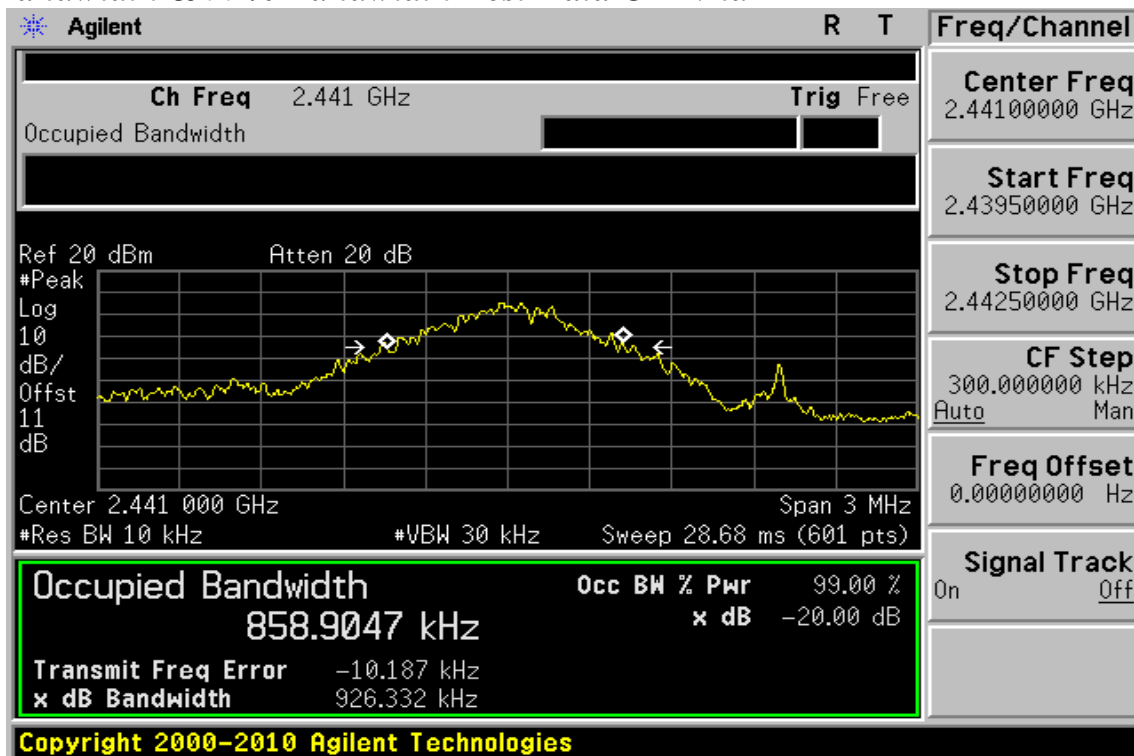 Agilent R T
Freq/Channel
Ch Freq 2.441 GHz Trig Free
Occupied Bandwidth
Center Freq
2.44100000 GHz
Start Freq
2.43950000 GHz
Stop Freq
2.44250000 GHz
CF Step
300.000000 kHz
Auto Man
Freq Offset
0.00000000 Hz
Signal Track
On Off
Ref 20 dBm Atten 20 dB
#Peak
Log
10
dB/
Offst
11
dB
Center 2.441 000 GHz Span 3 MHz
#Res BW 10 kHz #VBW 30 kHz Sweep 28.68 ms (601 pts)
Occupied Bandwidth Occ BW % Pwr 99.00 %
858.9047 kHz x dB -20.00 dB
Transmit Freq Error -10.187 kHz
x dB Bandwidth 926.332 kHz
Copyright 2000-2010 Agilent Technologies